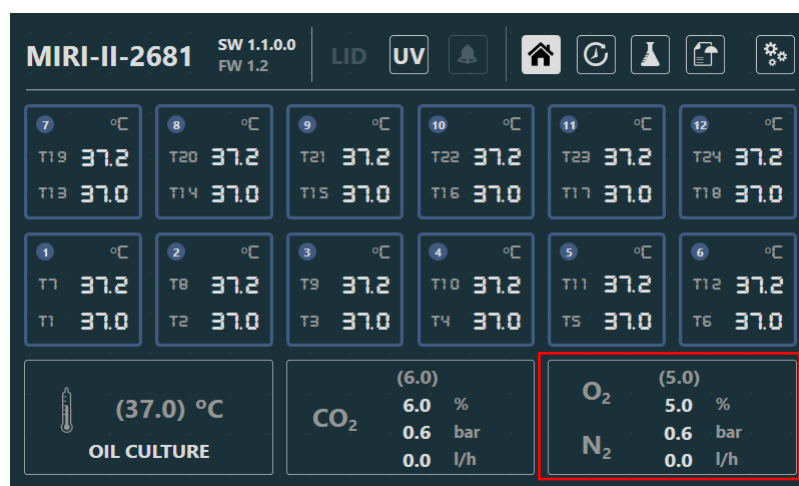 MIRI-II-2681 SW 1.1.0.0 LID UV
FW 1.2
7 °C 8 °C 9 °C 10 °C 11 °C 12 °C
T19 37.2 T20 37.2 T21 37.2 T22 37.2 T23 37.2 T24 37.2
T13 37.0 T14 37.0 T15 37.0 T16 37.0 T17 37.0 T18 37.0
1 °C 2 °C 3 °C 4 °C 5 °C 6 °C
T7 37.2 T8 37.2 T9 37.2 T10 37.2 T11 37.2 T12 37.2
T1 37.0 T2 37.0 T3 37.0 T4 37.0 T5 37.0 T6 37.0
(37.0) °C
OIL CULTURE
CO₂
(6.0)
6.0 %
0.6 bar
0.0 l/h
O₂
N₂
(5.0)
5.0 %
0.6 bar
0.0 l/h